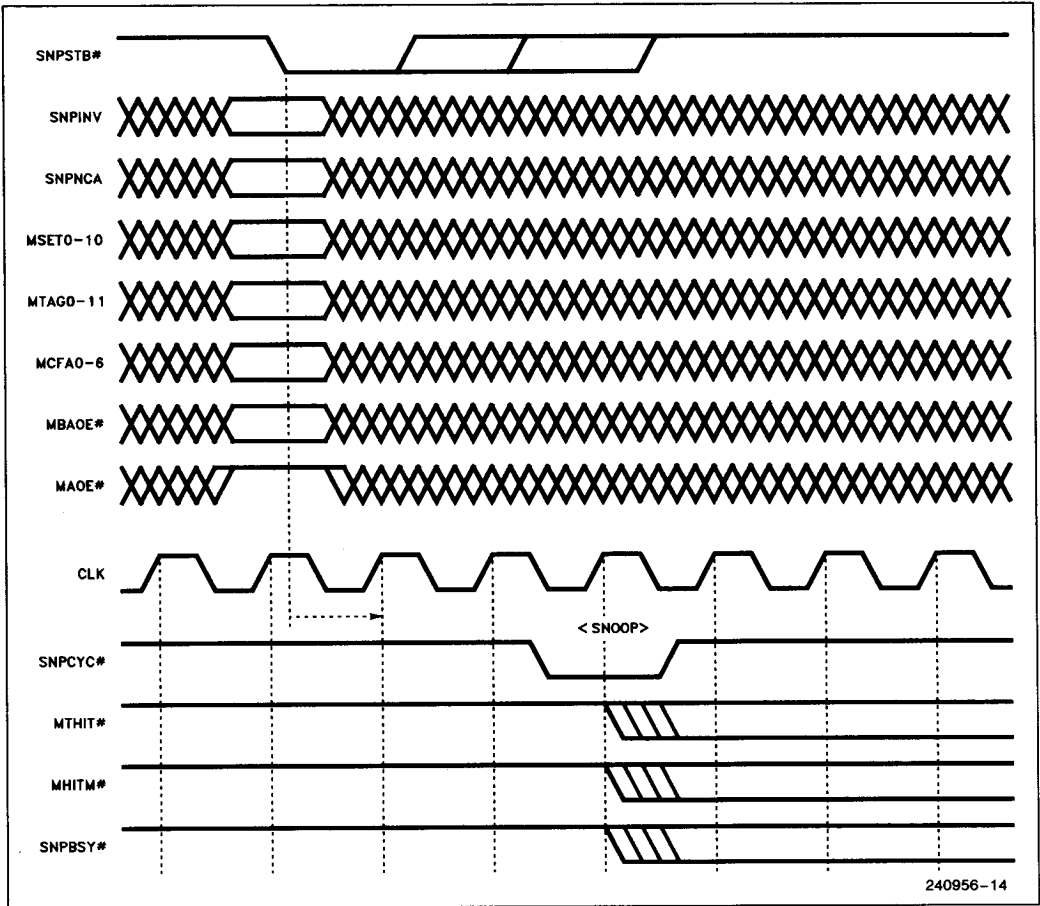 SNPSTB#
SNPINV
SNPNCA
MSET0-10
MTAG0-11
MCFA0-6
MBAOE#
MAOE#
CLK
<SNOOP>
SNPCYC#
MTHIT#
MHITM#
SNPBSY#
240956-14